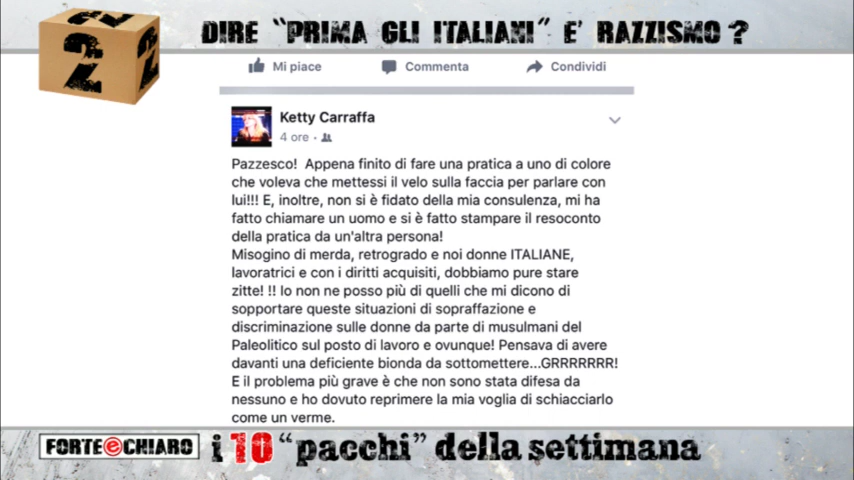 DIRE "PRIMA GLI ITALIANI" E' RAZZISMO?
2
2
2
Mi piace
Commenta
Condividi
Ketty Carraffa
4 ore
Pazzesco! Appena finito di fare una pratica a uno di colore
che voleva che mettessi il velo sulla faccia per parlare con
lui!!! E, inoltre, non si è fidato della mia consulenza, mi ha
fatto chiamare un uomo e si è fatto stampare il resoconto
della pratica da un'altra persona!
Misogino di merda, retrogrado e noi donne ITALIANE,
lavoratrici e con i diritti acquisiti, dobbiamo pure stare
zitte! !! Io non ne posso più di quelli che mi dicono di
sopportare queste situazioni di sopraffazione e
discriminazione sulle donne da parte di musulmani del
Paleolitico sul posto di lavoro e ovunque! Pensava di avere
davanti una deficiente bionda da sottomettere...GRRRRRRR!
E il problema più grave è che non sono stata difesa da
nessuno e ho dovuto reprimere la mia voglia di schiacciarlo
come un verme.
FORTE e CHIARO
i 10 "pacchi" della settimana